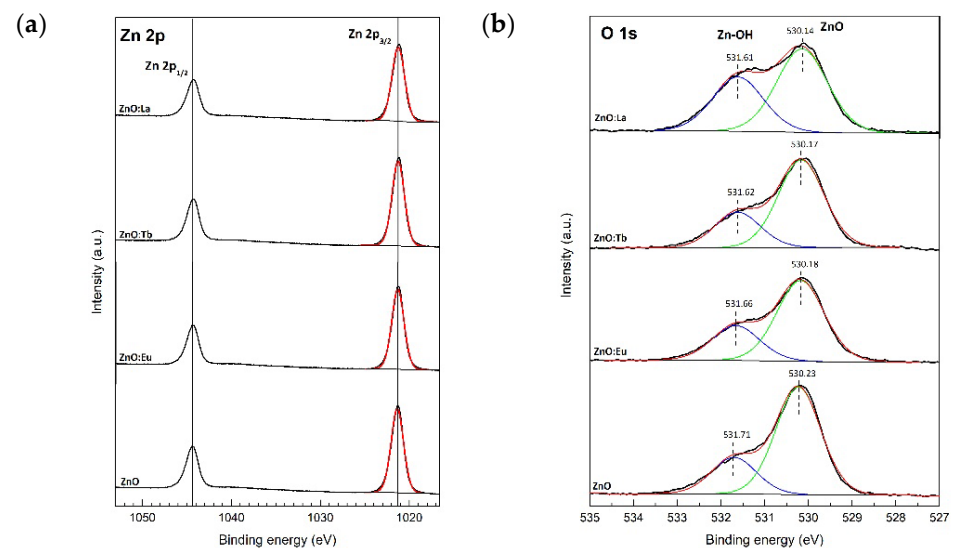 (a)
Zn 2p
Zn 2p3/2
Zn 2p1/2
ZnO:La
ZnO:Tb
ZnO:Eu
ZnO
Intensity (a.u.)
1050 1040 1030 1020
Binding energy (eV)
(b)
O 1s
Zn-OH
530.14
ZnO
531.61
ZnO:La
530.17
531.62
ZnO:Tb
530.18
531.66
ZnO:Eu
530.23
531.71
ZnO
Intensity (a.u.)
535 534 533 532 531 530 529 528 527
Binding energy (eV)